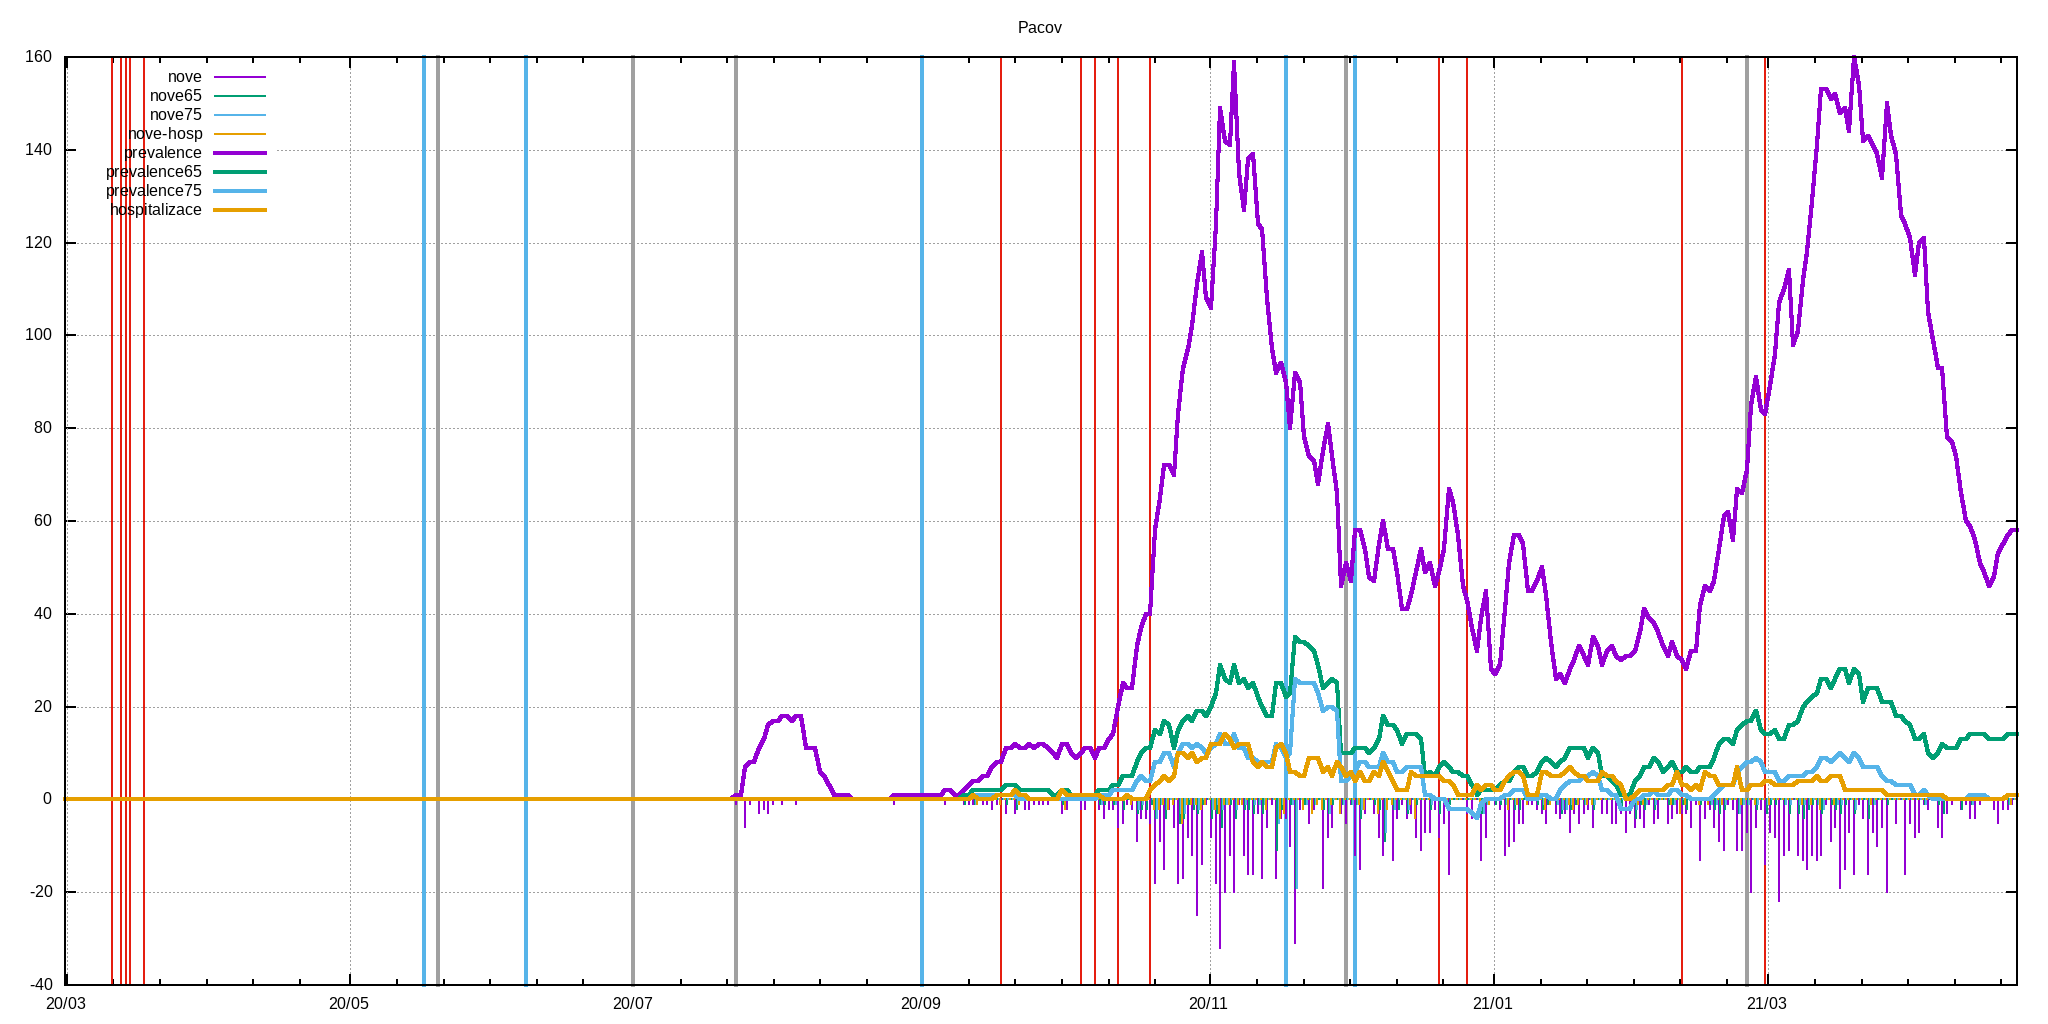 Pacov
160
140
120
100
80
60
40
20
0
-20
-40
nove
nove65
nove75
nove-hosp
prevalence
prevalence65
prevalence75
hospitalizace
20/03 20/05 20/07 20/09 20/11 21/01 21/03